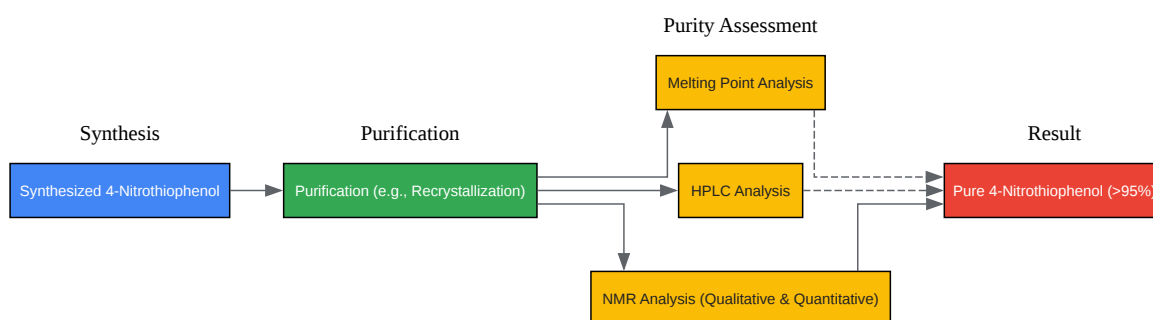 Purity Assessment
Melting Point Analysis
Synthesis
Purification
Result
Synthesized 4-Nitrothiophenol
Purification (e.g., Recrystallization)
HPLC Analysis
Pure 4-Nitrothiophenol (>95%)
NMR Analysis (Qualitative & Quantitative)